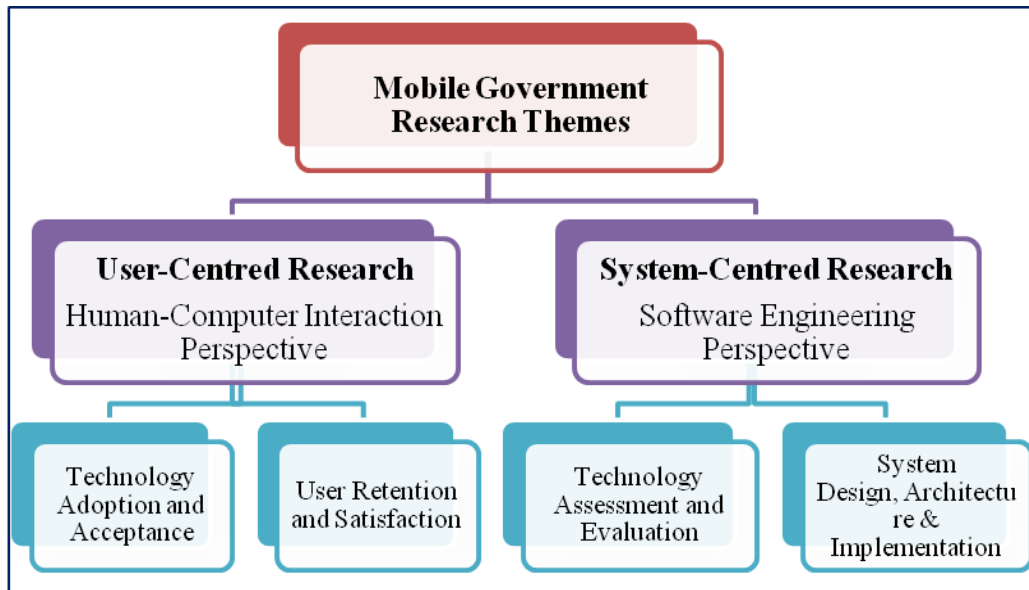 Mobile Government
Research Themes
User-Centred Research
Human-Computer Interaction
Perspective
System-Centred Research
Software Engineering
Perspective
Technology
Adoption and
Acceptance
User Retention
and Satisfaction
Technology
Assessment and
Evaluation
System
Design, Architectu
re &
Implementation